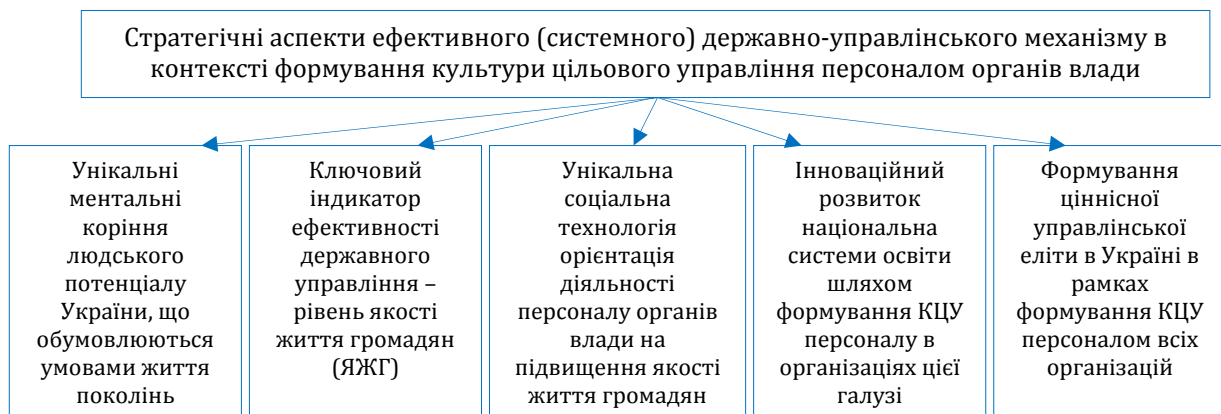 Стратегічні аспекти ефективного (системного) державно-управлінського механізму в
контексті формування культури цільового управління персоналом органів влади
Унікальні
ментальні
коріння
людського
потенціалу
України, що
обумовлюються
умовами життя
поколінь
Ключовий
індикатор
ефективності
державного
управління –
рівень якості
життя громадян
(ЯЖГ)
Унікальна
соціальна
технологія
орієнтація
діяльності
персоналу органів
влади на
підвищення якості
життя громадян
Інноваційний
розвиток
національна
системи освіти
шляхом
формування КЦУ
персоналу в
організаціях цієї
галузі
Формування
ціннісної
управлінської
еліти в Україні в
рамках
формування КЦУ
персоналом всіх
організацій